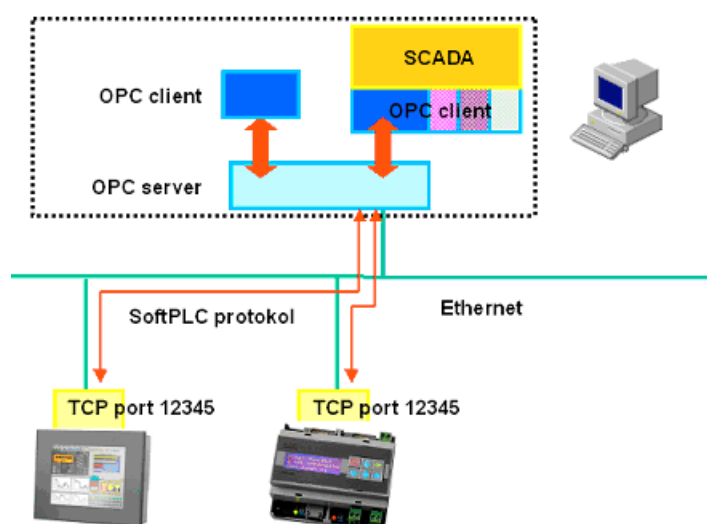 SCADA
OPC client
OPC client
OPC server
SoftPLC protokol
Ethernet
TCP port 12345
TCP port 12345